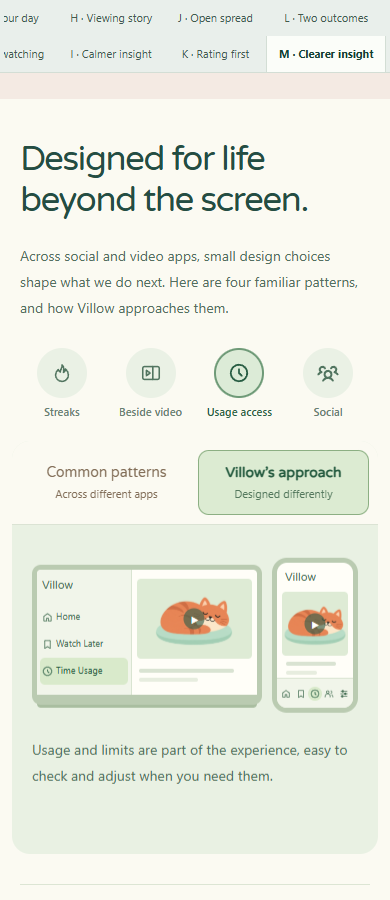 our day H · Viewing story J · Open spread L · Two outcomes
watching I · Calmer insight K · Rating first M · Clearer insight
Designed for life
beyond the screen.
Across social and video apps, small design choices
shape what we do next. Here are four familiar patterns,
and how Villow approaches them.
Streaks Beside video Usage access Social
Common patterns Villow's approach
Across different apps Designed differently
Villow
Home
Watch Later
Time Usage
Villow
Usage and limits are part of the experience, easy to
check and adjust when you need them.